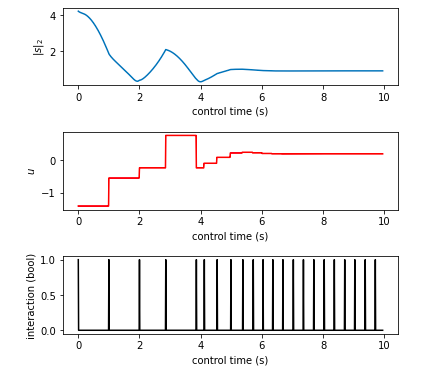 4
2
|s|₂
0 2 4 6 8 10
control time (s)
0
−1
u
0 2 4 6 8 10
control time (s)
1.0
0.5
0.0
interaction (bool)
0 2 4 6 8 10
control time (s)